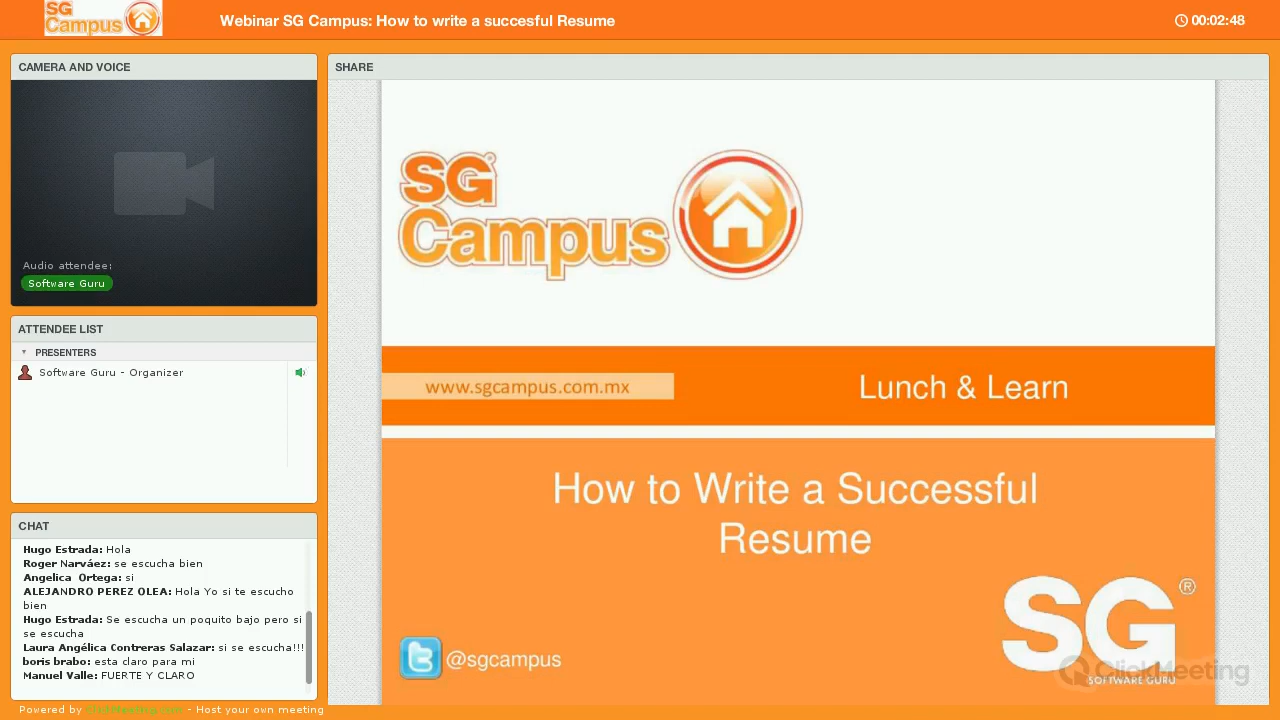 SG
Campus
Webinar SG Campus: How to write a succesful Resume
00:02:48
CAMERA AND VOICE
Audio attendee:
Software Guru
ATTENDEE LIST
PRESENTERS
Software Guru - Organizer
CHAT
Hugo Estrada: Hola
Roger Narváez: se escucha bien
Angelica Ortega: si
ALEJANDRO PEREZ OLEA: Hola Yo si te escucho
bien
Hugo Estrada: Se escucha un poquito bajo pero si
se escucha
Laura Angélica Contreras Salazar: si se escucha!!!
boris brabo: esta claro para mi
Manuel Valle: FUERTE Y CLARO
Powered by ClickMeeting.com - Host your own meeting
SHARE
SG
Campus
www.sgcampus.com.mx
Lunch & Learn
How to Write a Successful
Resume
@sgcampus
SG®
SOFTWARE GURU
ClickMeeting